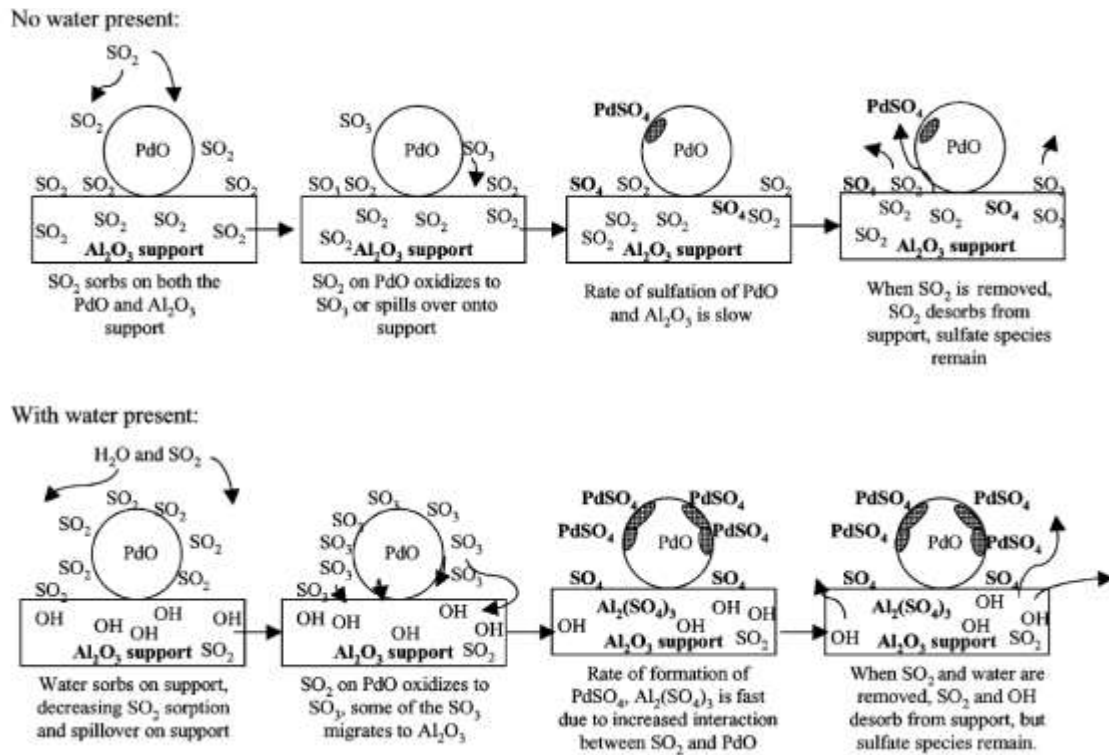 No water present:
SO2
SO2 PdO SO2
SO2 SO2 SO2
SO2 SO2 SO2 SO2
Al2O3 support
SO2 sorbs on both the
PdO and Al2O3
support
SO3 PdO SO3
SO3 SO2 SO2
SO2 SO2 SO2 SO2
Al2O3 support
SO2 on PdO oxidizes to
SO3 or spills over onto
support
PdSO4
PdO
SO4 SO2 SO2
SO2 SO2 SO2 SO4 SO2
Al2O3 support
Rate of sulfation of PdO
and Al2O3 is slow
PdSO4
PdO
SO4 SO2 SO2
SO2 SO2 SO2 SO4 SO2
Al2O3 support
When SO2 is removed,
SO2 desorbs from
support, sulfate species
remain
With water present:
H2O and SO2
SO2 SO2
SO2 PdO SO2
SO2 SO2
SO2
OH OH OH OH OH
Al2O3 support SO2
Water sorbs on support,
decreasing SO2 sorption
and spillover on support
SO3 SO3
SO3 PdO SO3
SO3 SO3
SO2
OH OH OH OH OH
Al2O3 support SO2
SO2 on PdO oxidizes to
SO3, some of the SO3
migrates to Al2O3
PdSO4 PdSO4
PdSO4 PdO PdSO4
SO4 SO4
Al2(SO4)3 OH OH
OH OH
Al2O3 support SO2
Rate of formation of
PdSO4, Al2(SO4)3 is fast
due to increased interaction
between SO2 and PdO
PdSO4 PdSO4
PdO PdSO4
PdSO4
SO4 SO4
Al2(SO4)3 OH OH
OH OH
Al2O3 support SO2
When SO2 and water are
removed, SO2 and OH
desorb from support, but
sulfate species remain.